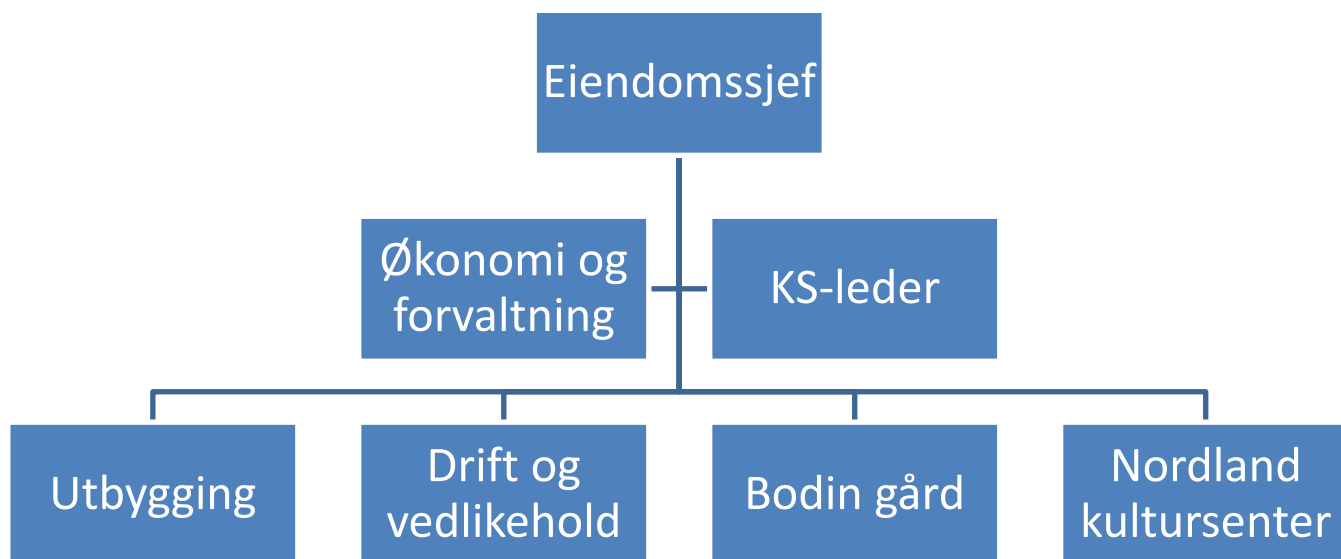 Eiendomssjef
Økonomi og
forvaltning
KS-leder
Utbygging
Drift og
vedlikehold
Bodin gård
Nordland
kultursenter